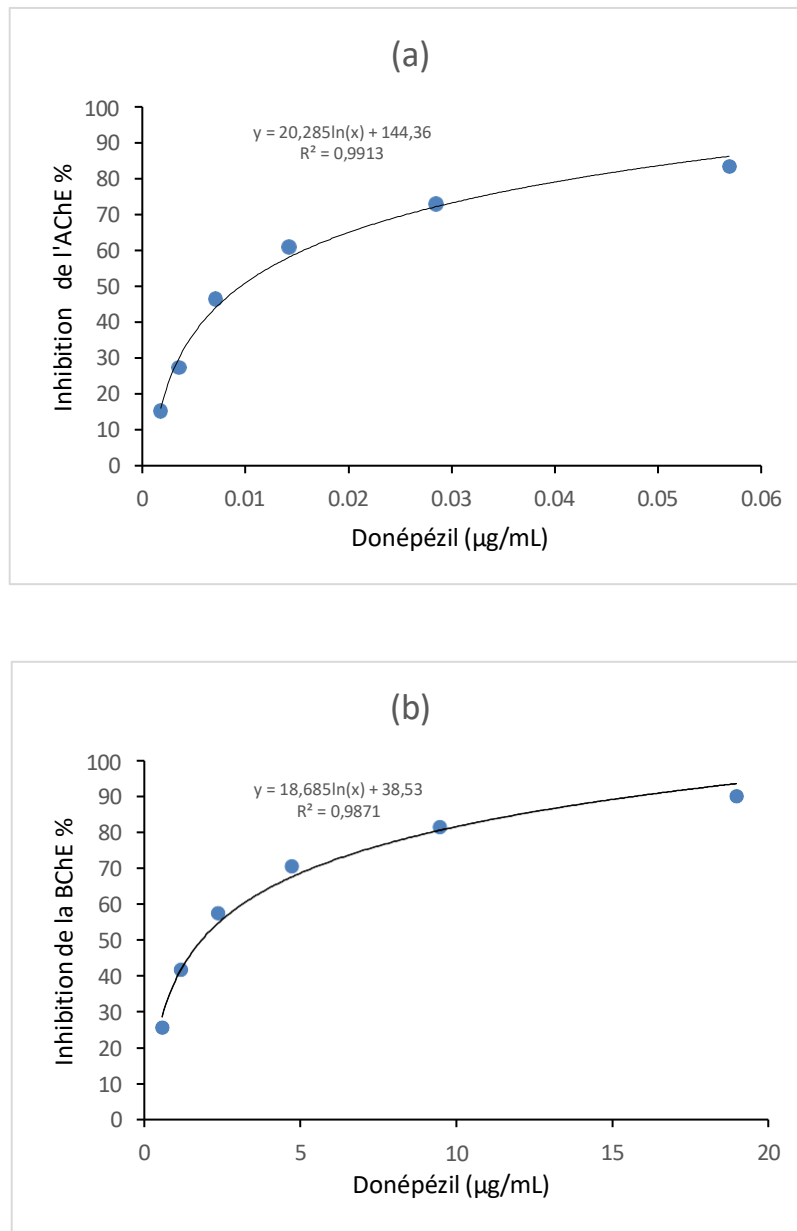 (a)
y = 20,285ln(x) + 144,36
R² = 0,9913
100
90
80
70
60
50
40
30
20
10
0
Inhibition de l'AChE %
0 0.01 0.02 0.03 0.04 0.05 0.06
Donépézil (µg/mL)
(b)
y = 18,685ln(x) + 38,53
R² = 0,9871
100
90
80
70
60
50
40
30
20
10
0
Inhibition de la BChE %
0 5 10 15 20
Donépézil (µg/mL)